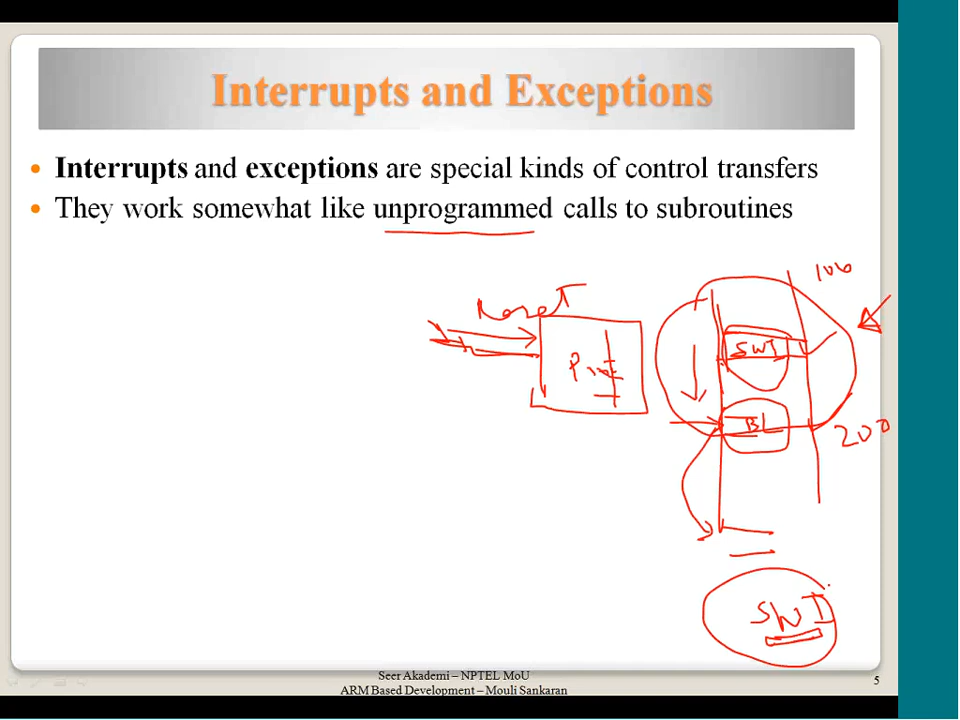 Interrupts and Exceptions
• Interrupts and exceptions are special kinds of control transfers
• They work somewhat like unprogrammed calls to subroutines
100
Reset
SWI
BL
200
SWI
Seer Akademi – NPTEL MoU
ARM Based Development – Mouli Sankaran
5